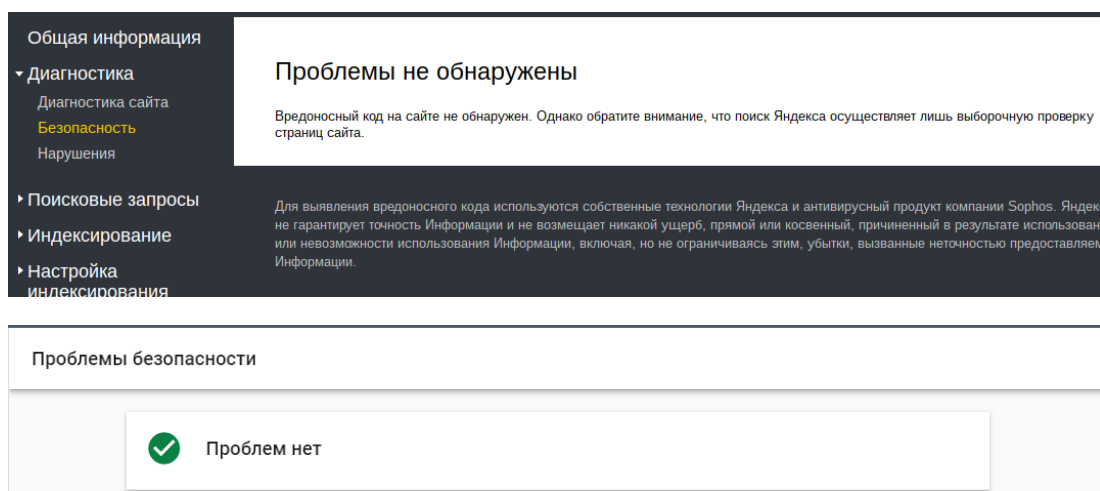 Общая информация
Диагностика
Диагностика сайта
Безопасность
Нарушения
Поисковые запросы
Индексирование
Настройка
индексирования
Проблемы не обнаружены
Вредоносный код на сайте не обнаружен. Однако обратите внимание, что поиск Яндекса осуществляет лишь выборочную проверку
страниц сайта.
Для выявления вредоносного кода используются собственные технологии Яндекса и антивирусный продукт компании Sophos. Яндек
не гарантирует точность Информации и не возмещает никакой ущерб, прямой или косвенный, причиненный в результате использован
или невозможности использования Информации, включая, но не ограничиваясь этим, убытки, вызванные неточностью предоставляем
Информации.
Проблемы безопасности
Проблем нет